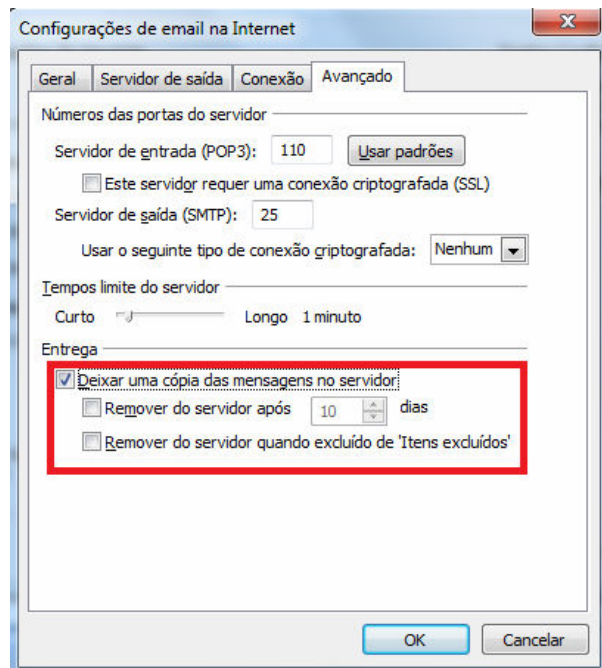 Configurações de email na Internet
Geral Servidor de saída Conexão Avançado
Números das portas do servidor
Servidor de entrada (POP3): 110 Usar padrões
Este servidor requer uma conexão criptografada (SSL)
Servidor de saída (SMTP): 25
Usar o seguinte tipo de conexão criptografada: Nenhum
Tempos limite do servidor
Curto Longo 1 minuto
Entrega
Deixar uma cópia das mensagens no servidor
Remover do servidor após 10 dias
Remover do servidor quando excluído de 'Itens excluídos'
OK Cancelar